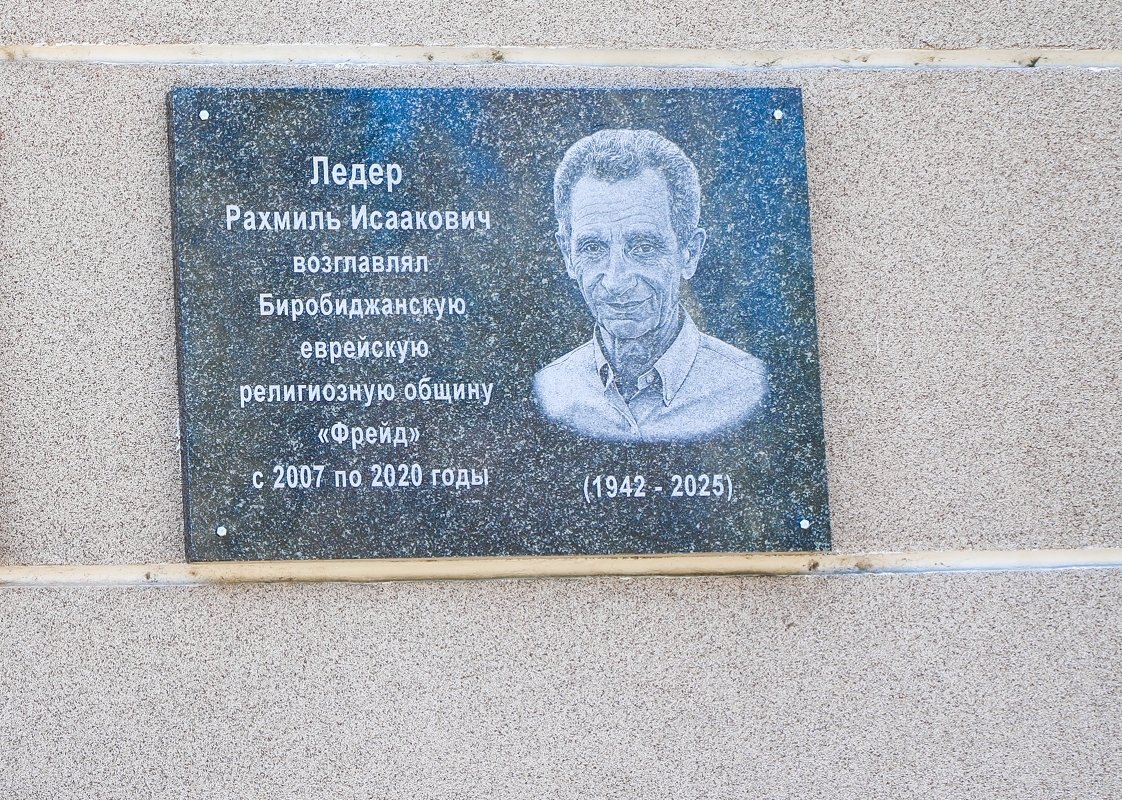 Ледер
Рахмиль Исаакович
возглавлял
Биробиджанскую
еврейскую
религиозную общину
«Фрейд»
с 2007 по 2020 годы
(1942 - 2025)